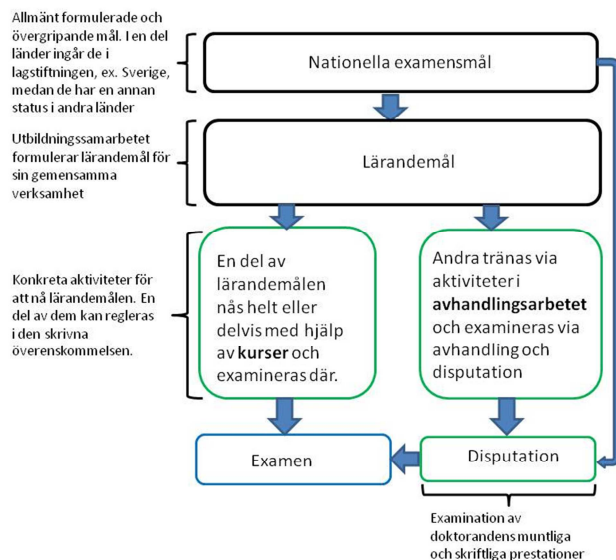 Allmänt formulerade och
övergripande mål. I en del
länder ingår de i
lagstiftningen, ex. Sverige,
medan de har en annan
status i andra länder
Nationella examensmål
Utbildningssamarbetet
formulerar lärandemål för
sin gemensamma
verksamhet
Lärandemål
Konkreta aktiviteter för
att nå lärandemålen. En
del av dem kan regleras
i den skrivna
överenskommelsen.
En del av
lärandemålen
nås helt eller
delvis med hjälp
av kurser och
examineras där.
Andra tränas via
aktiviteter i
avhandlingsarbetet
och examineras via
avhandling och
disputation
Examen
Disputation
Examination av
doktorandens muntliga
och skriftliga prestationer